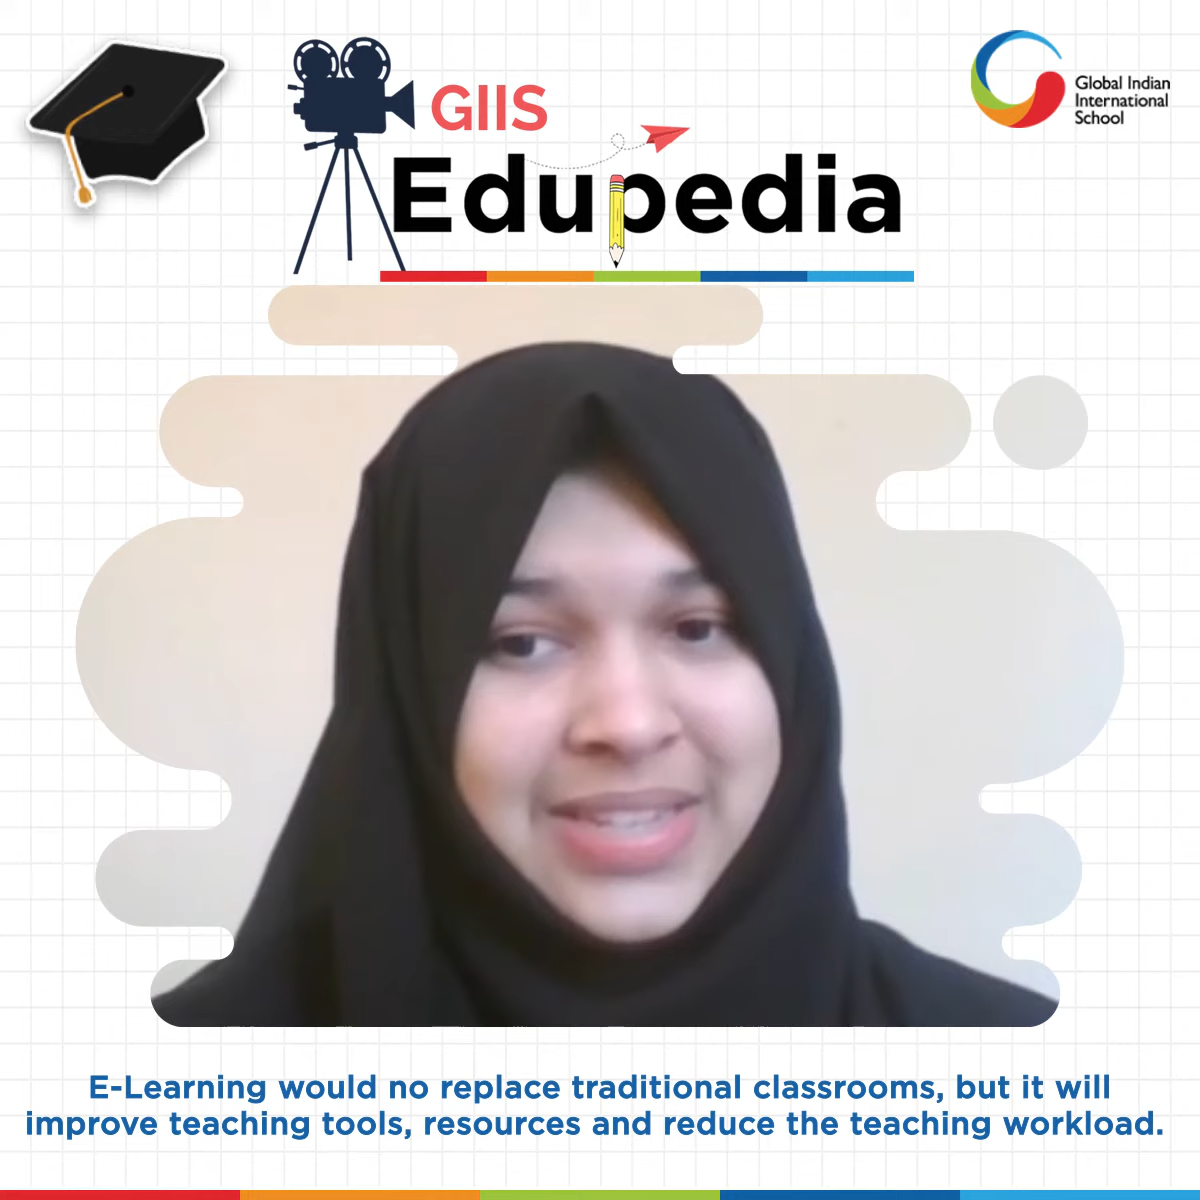 GIIS
Edupedia
Global Indian
International
School
E-Learning would no replace traditional classrooms, but it will
improve teaching tools, resources and reduce the teaching workload.